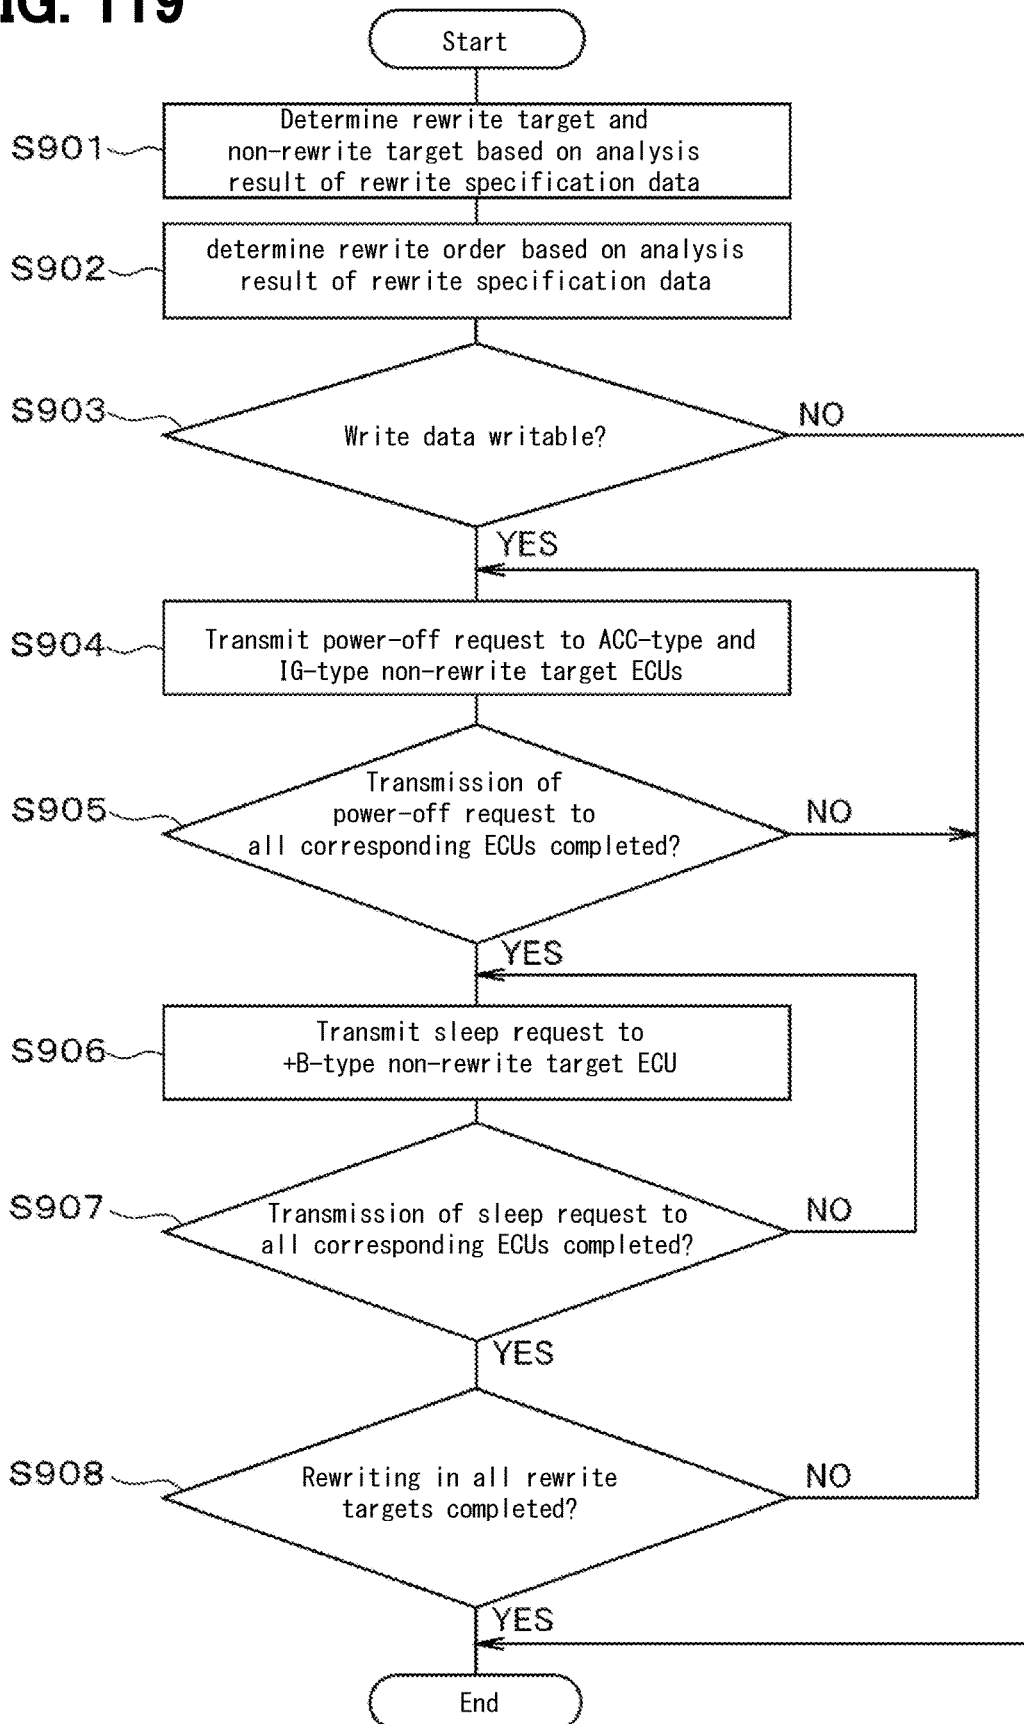 IG. 119
Start
S901
Determine rewrite target and
non-rewrite target based on analysis
result of rewrite specification data
S902
determine rewrite order based on analysis
result of rewrite specification data
S903
Write data writable?
NO
YES
S904
Transmit power-off request to ACC-type and
IG-type non-rewrite target ECUs
S905
Transmission of
power-off request to
all corresponding ECUs completed?
NO
YES
S906
Transmit sleep request to
+B-type non-rewrite target ECU
S907
Transmission of sleep request to
all corresponding ECUs completed?
NO
YES
S908
Rewriting in all rewrite
targets completed?
NO
YES
End